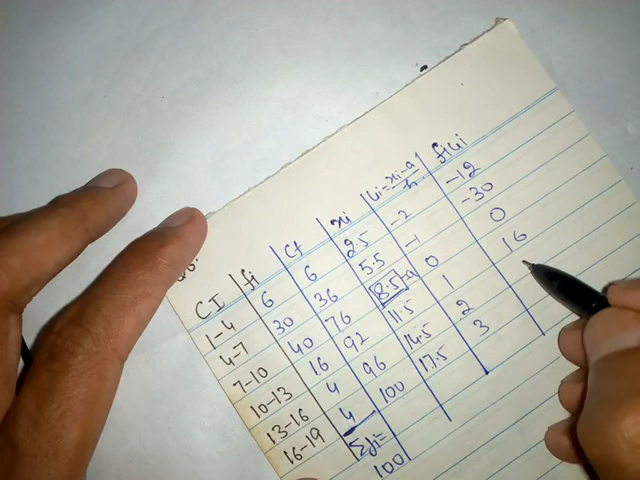 CI fi Cf xi ui=xi-a/h fiui
1-4 6 6 2.5 -2 -12
4-7 30 36 5.5 -1 -30
7-10 40 76 8.5=a 0 0
10-13 16 92 11.5 1 16
13-16 4 96 14.5 2
16-19 4 100 17.5 3
Σfi=
100